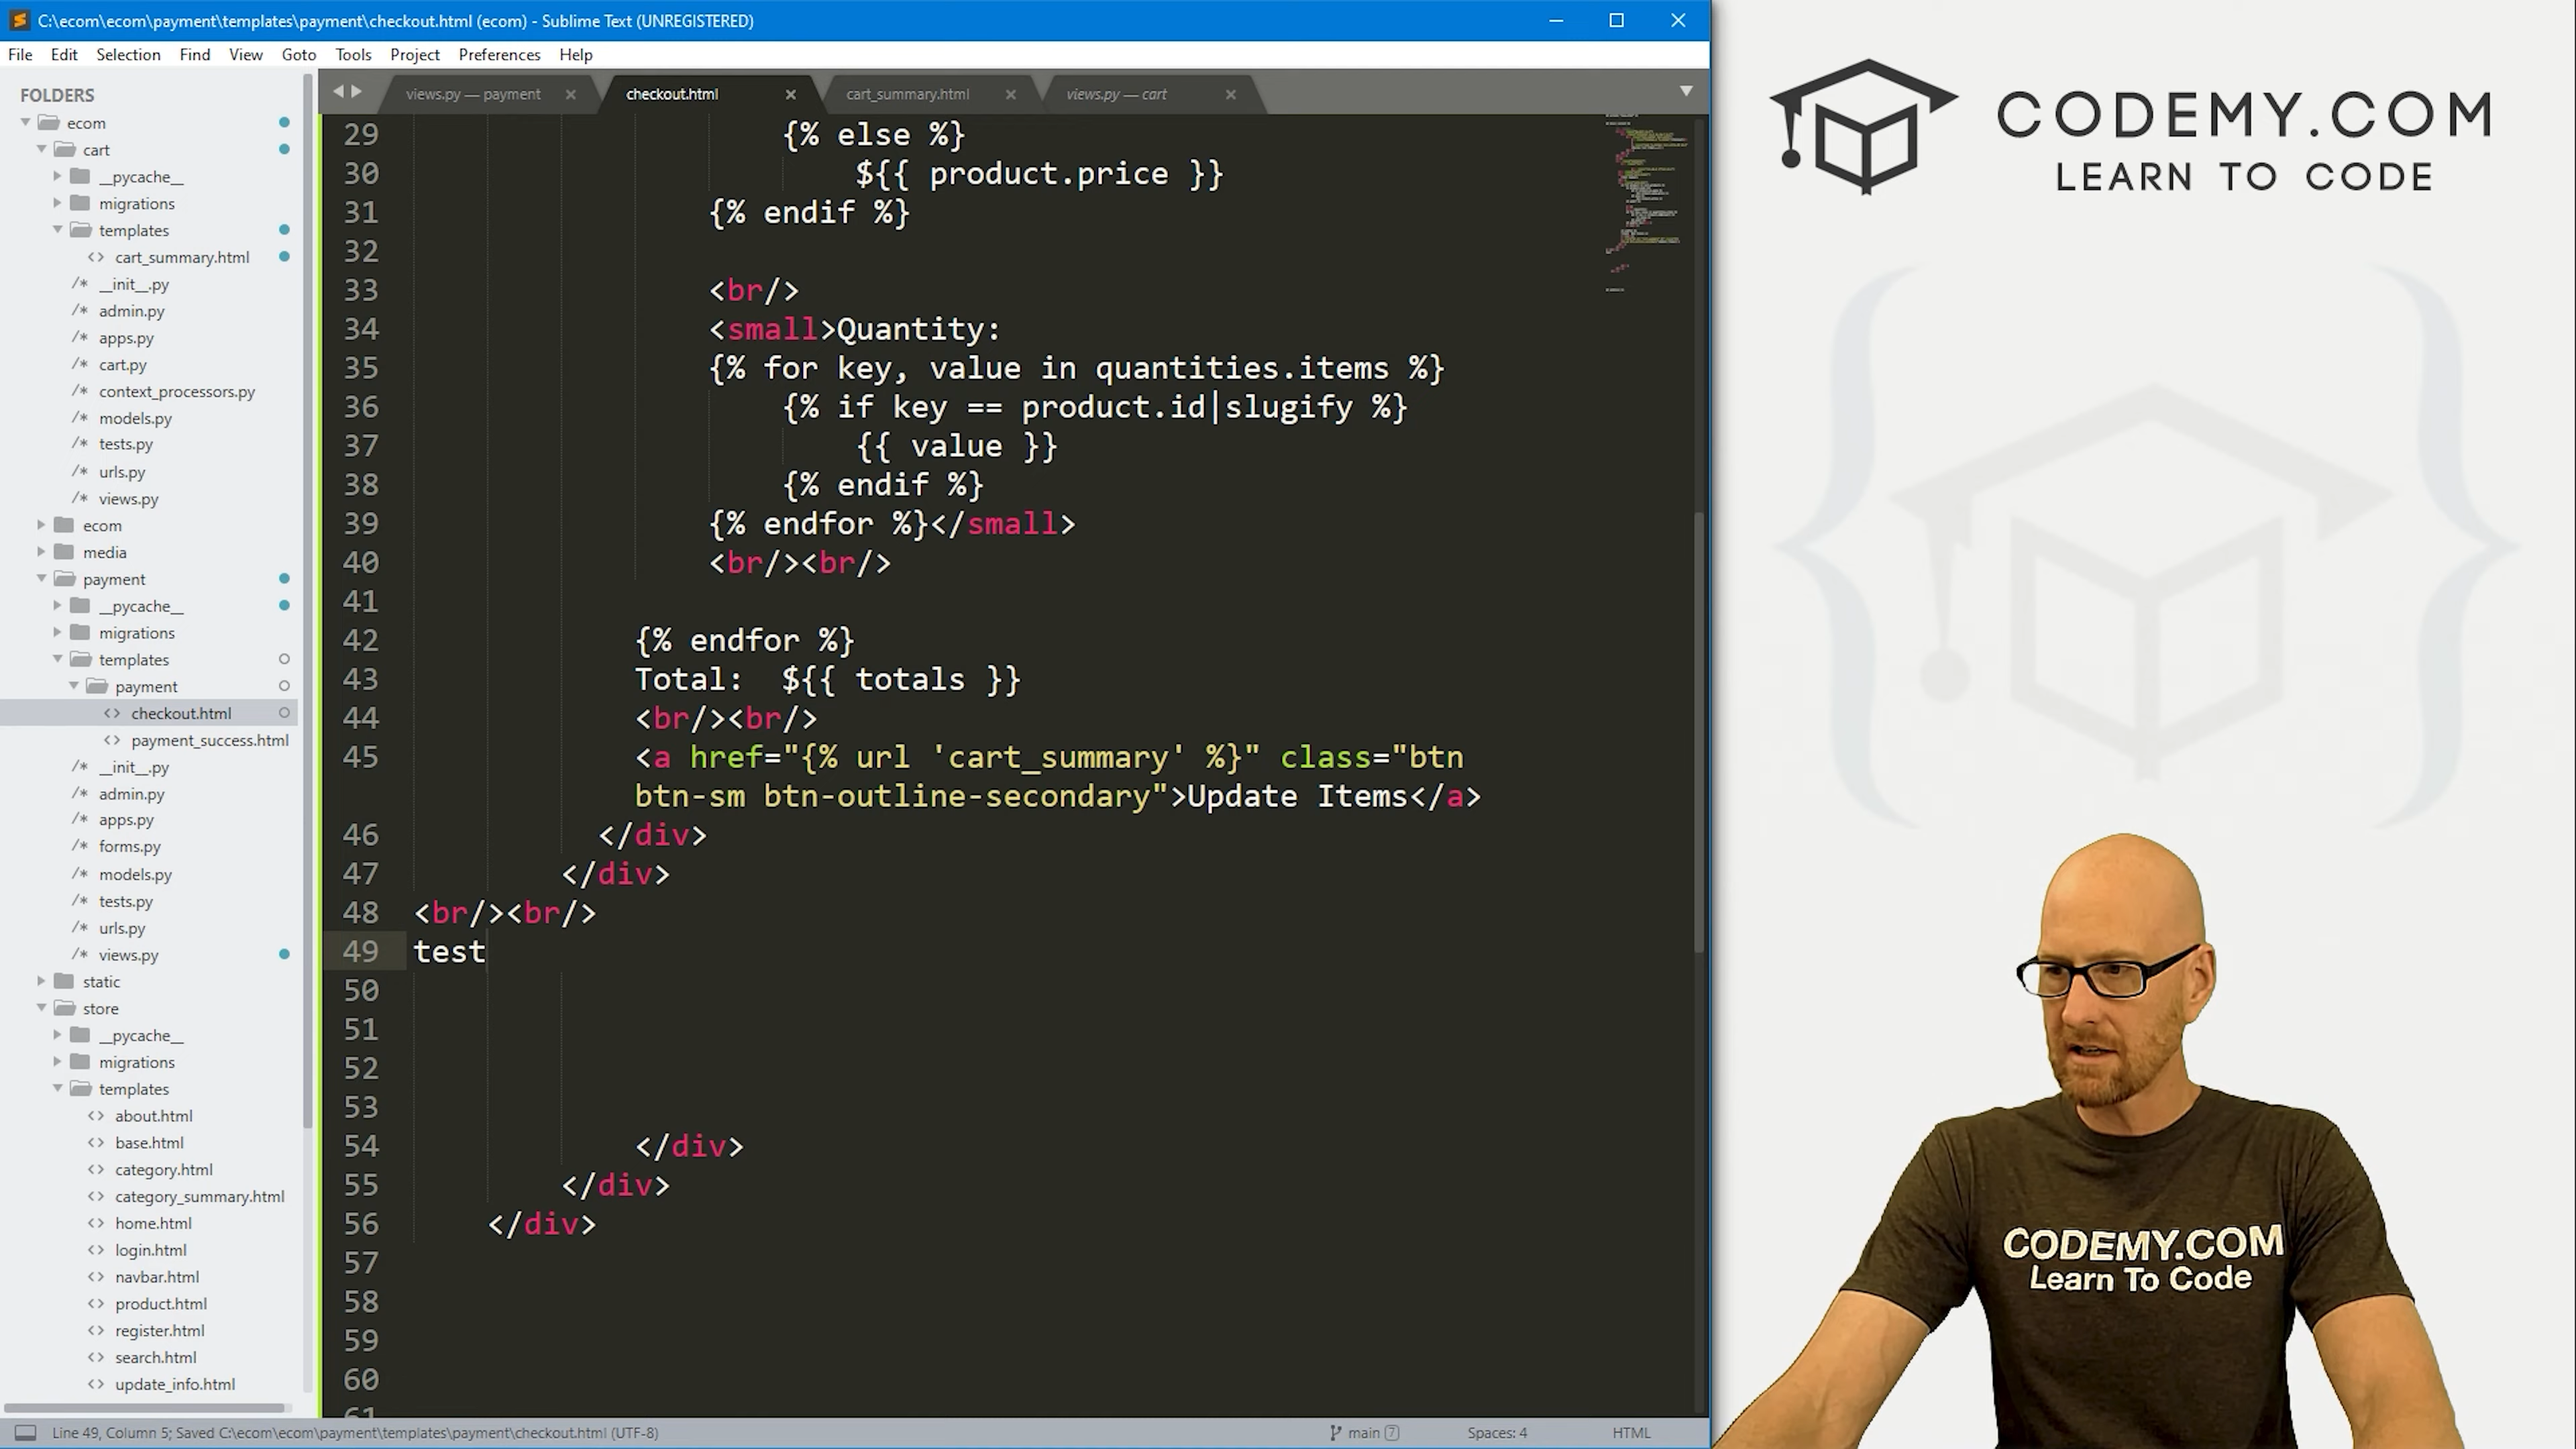 C:\ecom\ecom\payment\templates\payment\checkout.html (ecom) - Sublime Text (UNREGISTERED)
File Edit Selection Find View Goto Tools Project Preferences Help
FOLDERS
ecom
cart
__pycache__
migrations
templates
<> cart_summary.html
/* __init__.py
/* admin.py
/* apps.py
/* cart.py
/* context_processors.py
/* models.py
/* tests.py
/* urls.py
/* views.py
ecom
media
payment
__pycache__
migrations
templates
payment
<> checkout.html
<> payment_success.html
/* __init__.py
/* admin.py
/* apps.py
/* forms.py
/* models.py
/* tests.py
/* urls.py
/* views.py
static
store
__pycache__
migrations
templates
<> about.html
<> base.html
<> category.html
<> category_summary.html
<> home.html
<> login.html
<> navbar.html
<> product.html
<> register.html
<> search.html
<> update_info.html
views.py — payment × checkout.html × cart_summary.html × views.py — cart ×
29 {% else %}
30 ${{ product.price }}
31 {% endif %}
32
33 <br/>
34 <small>Quantity:
35 {% for key, value in quantities.items %}
36 {% if key == product.id|slugify %}
37 {{ value }}
38 {% endif %}
39 {% endfor %}</small>
40 <br/><br/>
41
42 {% endfor %}
43 Total:  ${{ totals }}
44 <br/><br/>
45 <a href="{% url 'cart_summary' %}" class="btn
btn-sm btn-outline-secondary">Update Items</a>
46 </div>
47 </div>
48 <br/><br/>
49 test
50
51
52
53
54 </div>
55 </div>
56 </div>
57
58
59
60
61
Line 49, Column 5; Saved C:\ecom\ecom\payment\templates\payment\checkout.html (UTF-8) main 7 Spaces: 4 HTML
CODEMY.COM
LEARN TO CODE
CODEMY.COM
Learn To Code